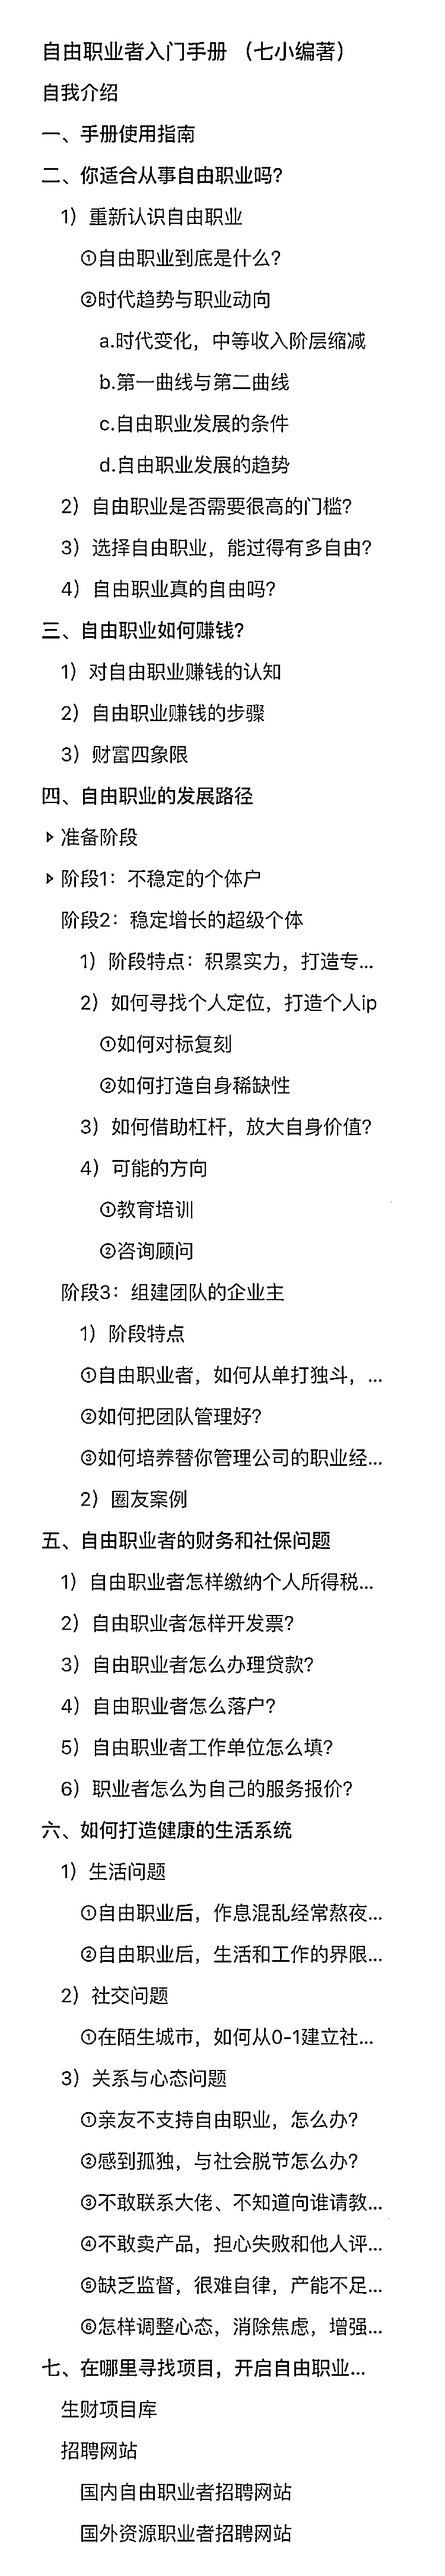 自由职业者入门手册 （七小编著）
自我介绍
一、手册使用指南
二、你适合从事自由职业吗?
1）重新认识自由职业
①自由职业到底是什么?
②时代趋势与职业动向
a.时代变化，中等收入阶层缩减
b.第一曲线与第二曲线
c.自由职业发展的条件
d.自由职业发展的趋势
2）自由职业是否需要很高的门槛?
3）选择自由职业，能过得有多自由?
4）自由职业真的自由吗?
三、自由职业如何赚钱?
1）对自由职业赚钱的认知
2）自由职业赚钱的步骤
3）财富四象限
四、自由职业的发展路径
准备阶段
阶段1：不稳定的个体户
阶段2：稳定增长的超级个体
1）阶段特点：积累实力，打造专...
2）如何寻找个人定位，打造个人ip
①如何对标复刻
②如何打造自身稀缺性
3）如何借助杠杆，放大自身价值?
4）可能的方向
①教育培训
②咨询顾问
阶段3：组建团队的企业主
1）阶段特点
①自由职业者，如何从单打独斗，...
②如何把团队管理好?
③如何培养替你管理公司的职业经...
2）圈友案例
五、自由职业者的财务和社保问题
1）自由职业者怎样缴纳个人所得税...
2）自由职业者怎样开发票?
3）自由职业者怎么办理贷款?
4）自由职业者怎么落户?
5）自由职业者工作单位怎么填?
6）职业者怎么为自己的服务报价?
六、如何打造健康的生活系统
1）生活问题
①自由职业后，作息混乱经常熬夜...
②自由职业后，生活和工作的界限...
2）社交问题
①在陌生城市，如何从0-1建立社...
3）关系与心态问题
①亲友不支持自由职业，怎么办?
②感到孤独，与社会脱节怎么办?
③不敢联系大佬、不知道向谁请教...
④不敢卖产品，担心失败和他人评...
⑤缺乏监督，很难自律，产能不足...
⑥怎样调整心态，消除焦虑，增强...
七、在哪里寻找项目，开启自由职业...
生财项目库
招聘网站
国内自由职业者招聘网站
国外资源职业者招聘网站